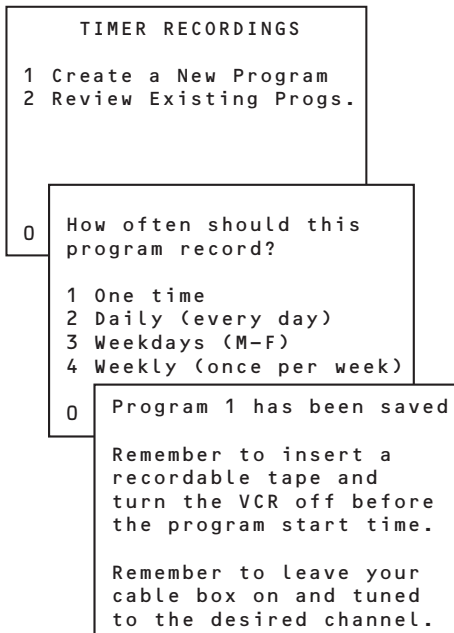 TIMER RECORDINGS
1 Create a New Program
2 Review Existing Progs.
0
How often should this
program record?
1 One time
2 Daily (every day)
3 Weekdays (M–F)
4 Weekly (once per week)
0
Program 1 has been saved
Remember to insert a
recordable tape and
turn the VCR off before
the program start time.
Remember to leave your
cable box on and tuned
to the desired channel.